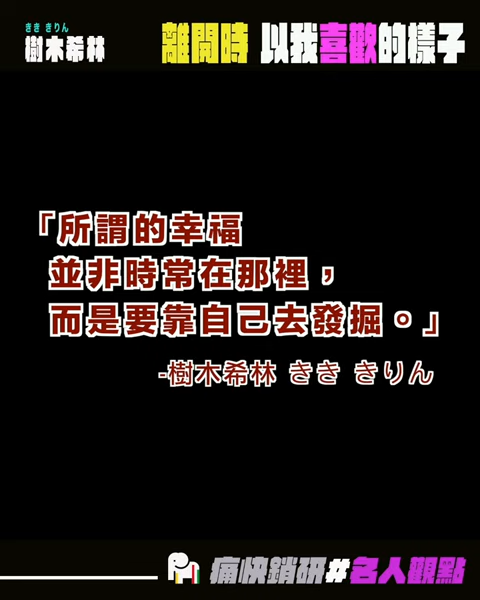 きき きりん
樹木希林
離開時 以我喜歡的樣子
「所謂的幸福
並非時常在那裡，
而是要靠自己去發掘。」
-樹木希林 きき きりん
痛快銷研#名人觀點